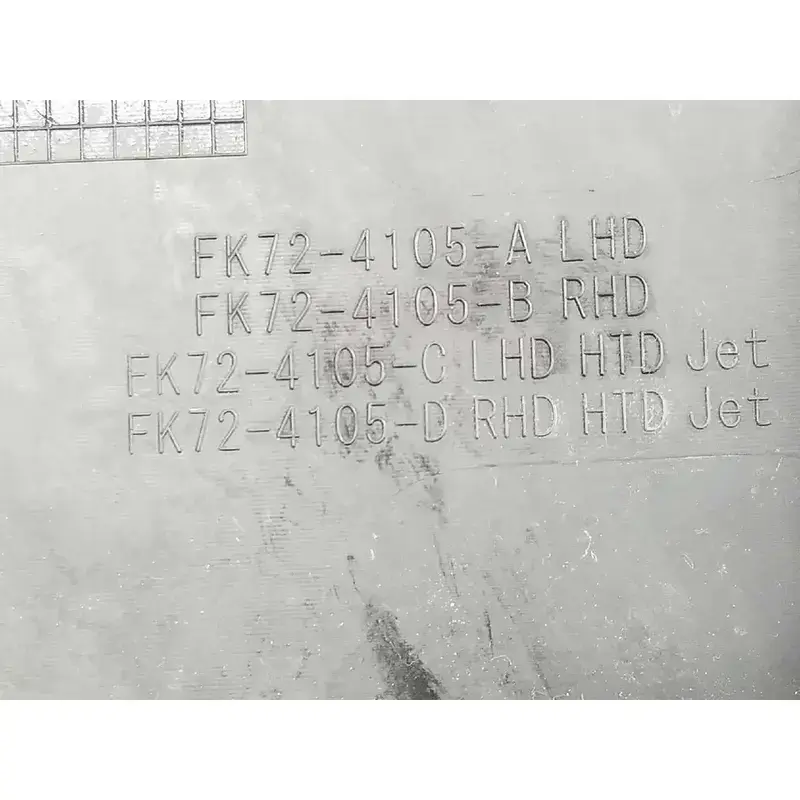 FK72-4105-A LHD
FK72-4105-B RHD
FK72-4105-C LHD HTD Jet
FK72-4105-D RHD HTD Jet